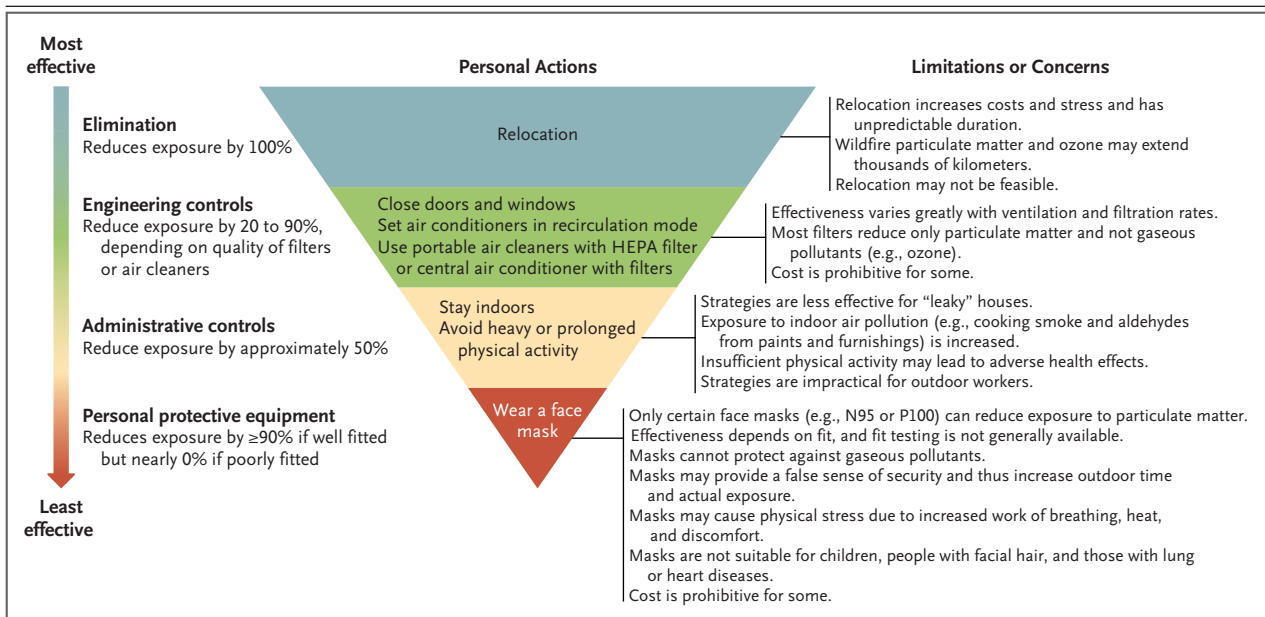 Most
effective
Personal Actions
Limitations or Concerns
Elimination
Reduces exposure by 100%
Relocation
Relocation increases costs and stress and has
unpredictable duration.
Wildfire particulate matter and ozone may extend
thousands of kilometers.
Relocation may not be feasible.
Engineering controls
Reduce exposure by 20 to 90%,
depending on quality of filters
or air cleaners
Close doors and windows
Set air conditioners in recirculation mode
Use portable air cleaners with HEPA filter
or central air conditioner with filters
Effectiveness varies greatly with ventilation and filtration rates.
Most filters reduce only particulate matter and not gaseous
pollutants (e.g., ozone).
Cost is prohibitive for some.
Administrative controls
Reduce exposure by approximately 50%
Stay indoors
Avoid heavy or prolonged
physical activity
Strategies are less effective for “leaky” houses.
Exposure to indoor air pollution (e.g., cooking smoke and aldehydes
from paints and furnishings) is increased.
Insufficient physical activity may lead to adverse health effects.
Strategies are impractical for outdoor workers.
Personal protective equipment
Reduces exposure by ≥90% if well fitted
but nearly 0% if poorly fitted
Wear a face
mask
Only certain face masks (e.g., N95 or P100) can reduce exposure to particulate matter.
Effectiveness depends on fit, and fit testing is not generally available.
Masks cannot protect against gaseous pollutants.
Masks may provide a false sense of security and thus increase outdoor time
and actual exposure.
Masks may cause physical stress due to increased work of breathing, heat,
and discomfort.
Masks are not suitable for children, people with facial hair, and those with lung
or heart diseases.
Cost is prohibitive for some.
Least
effective